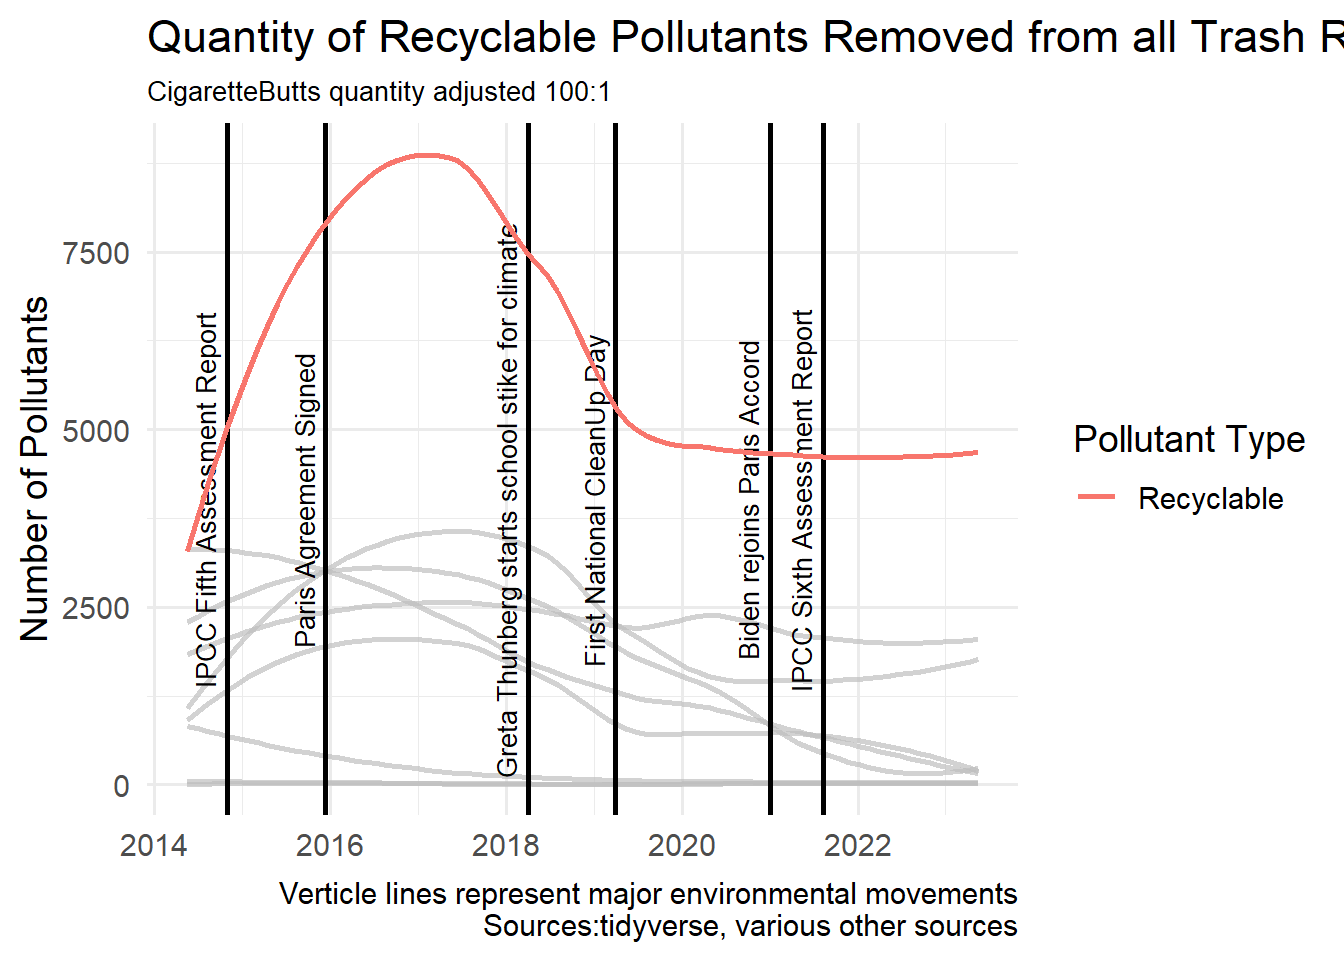 Quantity of Recyclable Pollutants Removed from all Trash R
CigaretteButts quantity adjusted 100:1
Number of Pollutants
7500
5000
2500
0
IPCC Fifth Assessment Report
Paris Agreement Signed
Greta Thunberg starts school stike for climate
First National CleanUp Day
Biden rejoins Paris Accord
IPCC Sixth Assessment Report
2014
2016
2018
2020
2022
Pollutant Type
Recyclable
Verticle lines represent major environmental movements
Sources:tidyverse, various other sources